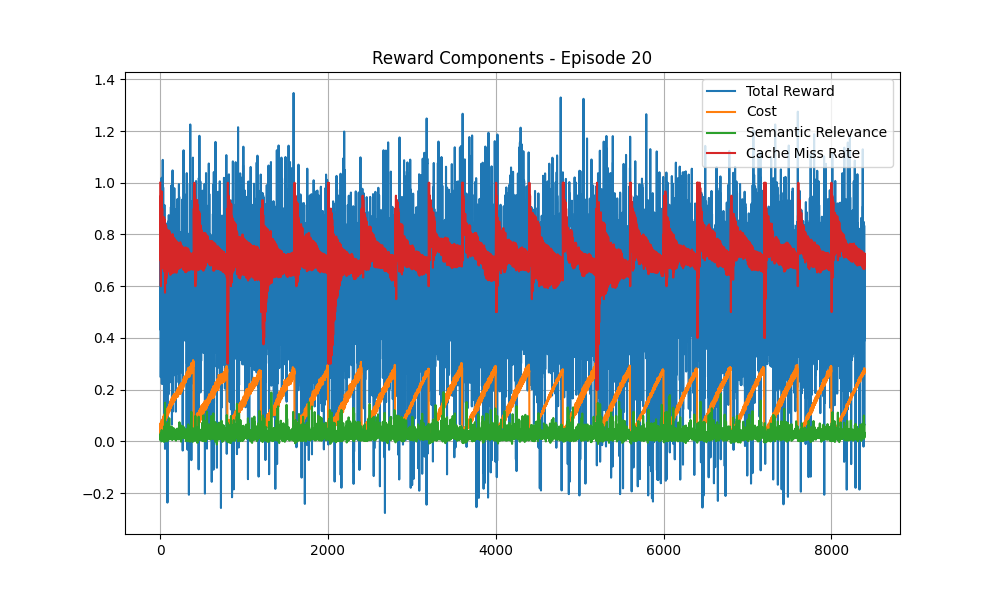 Reward Components - Episode 20
1.4
1.2
1.0
0.8
0.6
0.4
0.2
0.0
−0.2
0
2000
4000
6000
8000
Total Reward
Cost
Semantic Relevance
Cache Miss Rate